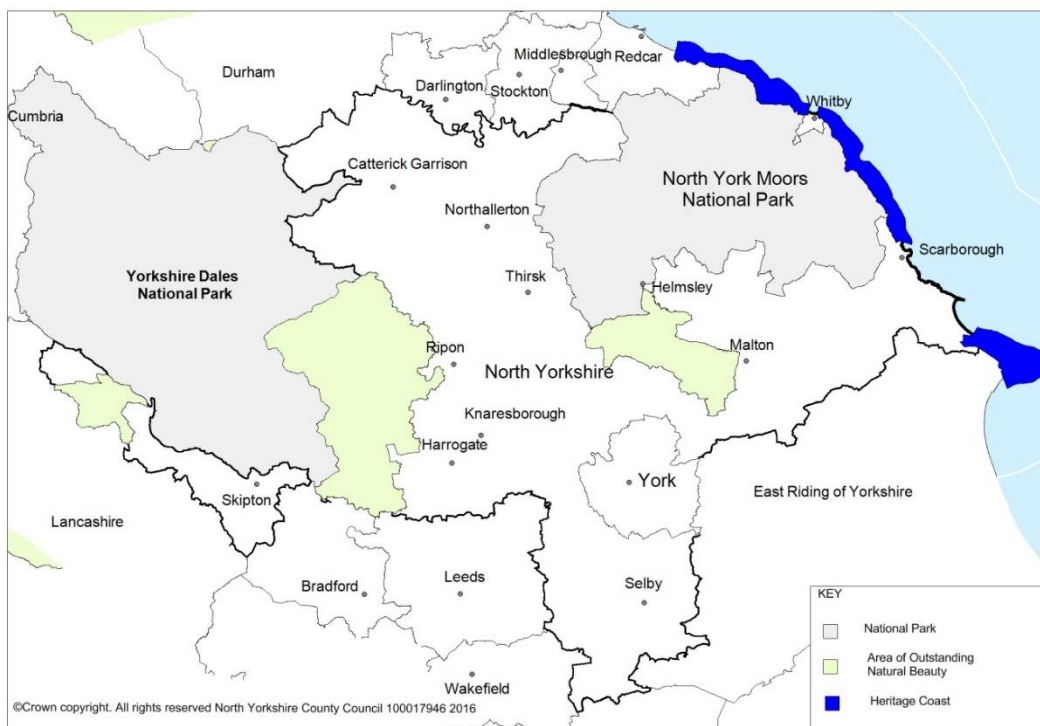 Durham
Middlesbrough
Redcar
Darlington
Stockton
Cumbria
Whitby
Catterick Garrison
North York Moors
National Park
Northallerton
Scarborough
Yorkshire Dales
National Park
Thirsk
Helmsley
Ripon
North Yorkshire
Malton
Knaresborough
Harrogate
York
Skipton
East Riding of Yorkshire
Lancashire
Bradford
Leeds
Selby
KEY
National Park
Area of Outstanding
Natural Beauty
Heritage Coast
Wakefield
©Crown copyright. All rights reserved North Yorkshire County Council 100017946 2016